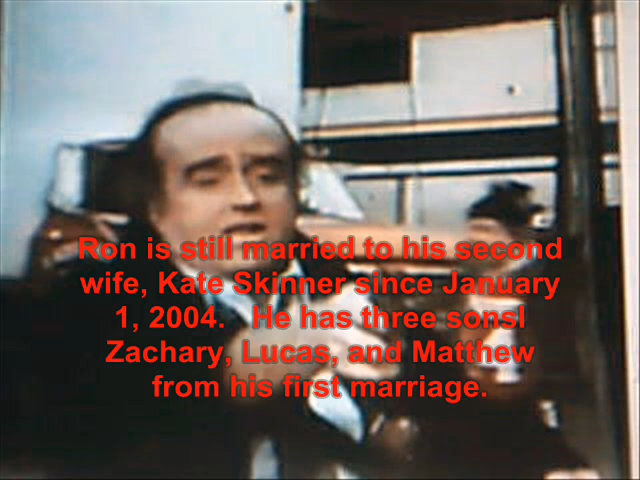 Ron is still married to his second
wife, Kate Skinner since January
1, 2004. He has three sonsl
Zachary, Lucas, and Matthew
from his first marriage.